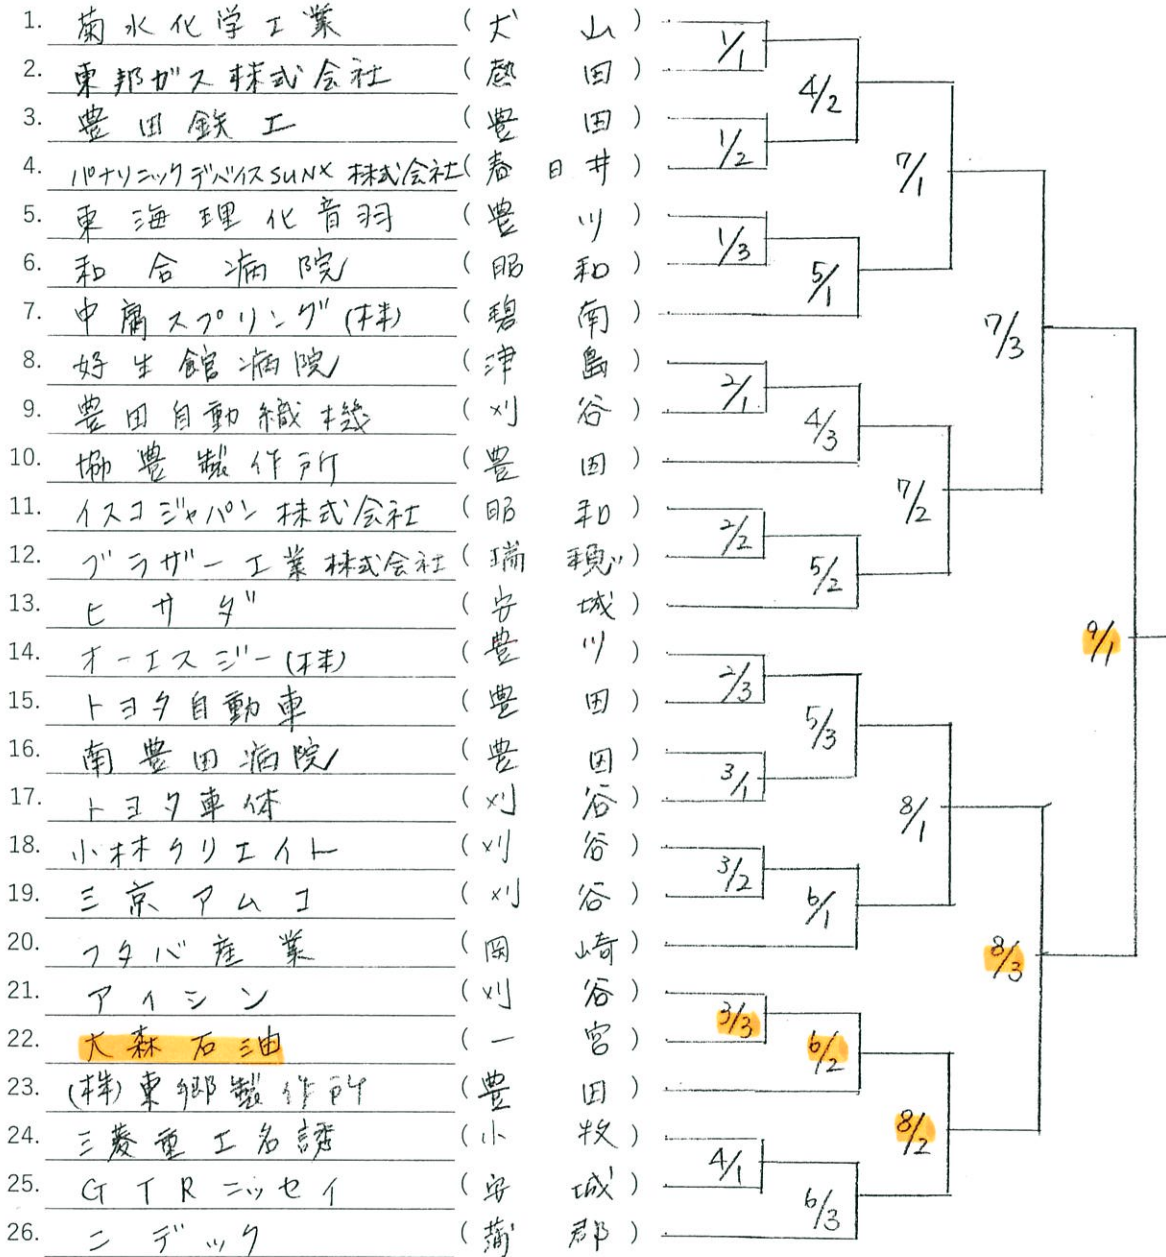 1. 菊水化学工業 (犬山)
2. 東邦ガス株式会社 (熱田)
3. 豊田鉄工 (豊田)
4. パナソニックデバイスSUNX株式会社 (春日井)
5. 東海理化音羽 (豊川)
6. 和合病院 (昭和)
7. 中庸スプリング(株) (碧南)
8. 好生館病院 (津島)
9. 豊田自動織機 (刈谷)
10. 協豊製作所 (豊田)
11. イスコジャパン株式会社 (昭和)
12. ブラザー工業株式会社 (瑞穂)
13. ヒサダ (安城)
14. オーエスジー(株) (豊川)
15. トヨタ自動車 (豊田)
16. 南豊田病院 (豊田)
17. トヨタ車体 (刈谷)
18. 小林クリエイト (刈谷)
19. 三京アムコ (刈谷)
20. フタバ産業 (岡崎)
21. アイシン (刈谷)
22. 大森石油 (一宮)
23. (株)東郷製作所 (豊田)
24. 三菱重工名誘 (小牧)
25. GTRニッセイ (安城)
26. ニデック (蒲郡)
1/1
1/2
1/3
2/1
2/2
2/3
3/1
3/2
3/3
4/1
4/2
5/1
4/3
5/2
5/3
6/1
6/2
6/3
7/1
7/2
8/1
8/2
7/3
8/3
9/1